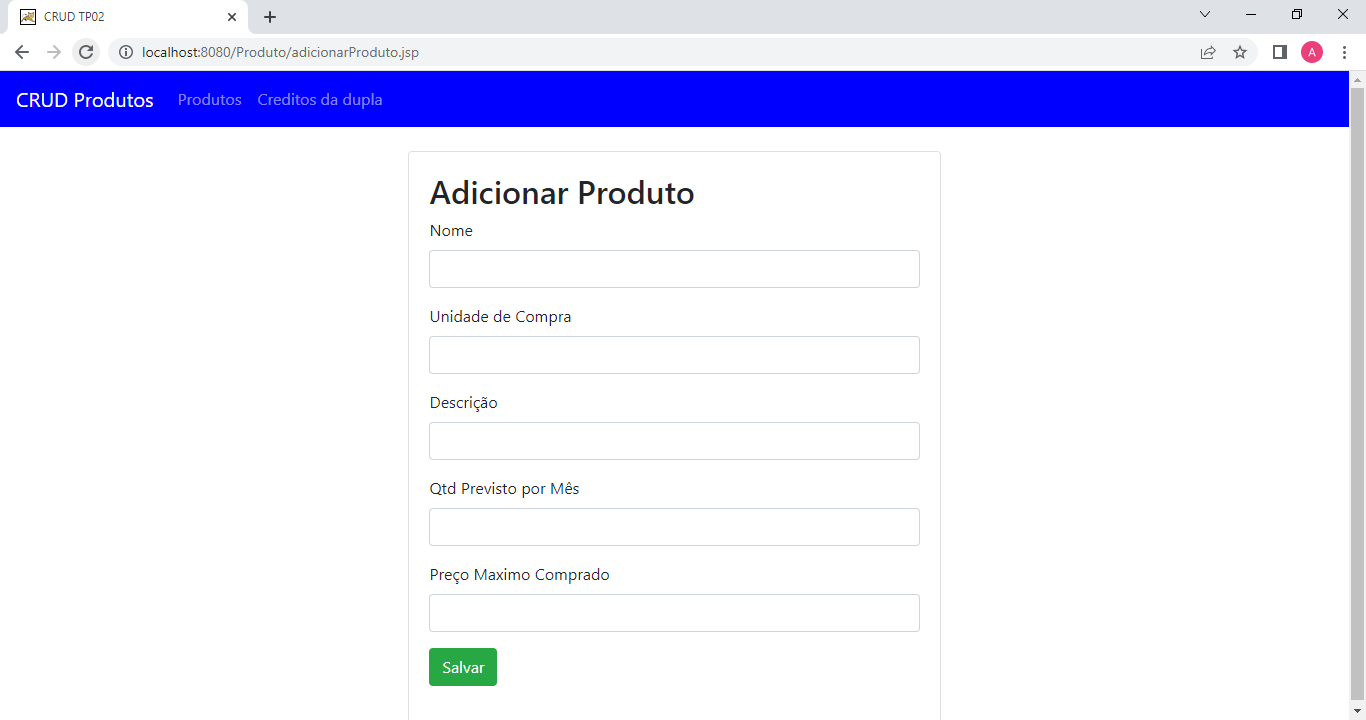 CRUD TP02
localhost:8080/Produto/adicionarProduto.jsp
A
CRUD Produtos Produtos Creditos da dupla
Adicionar Produto
Nome
Unidade de Compra
Descrição
Qtd Previsto por Mês
Preço Maximo Comprado
Salvar